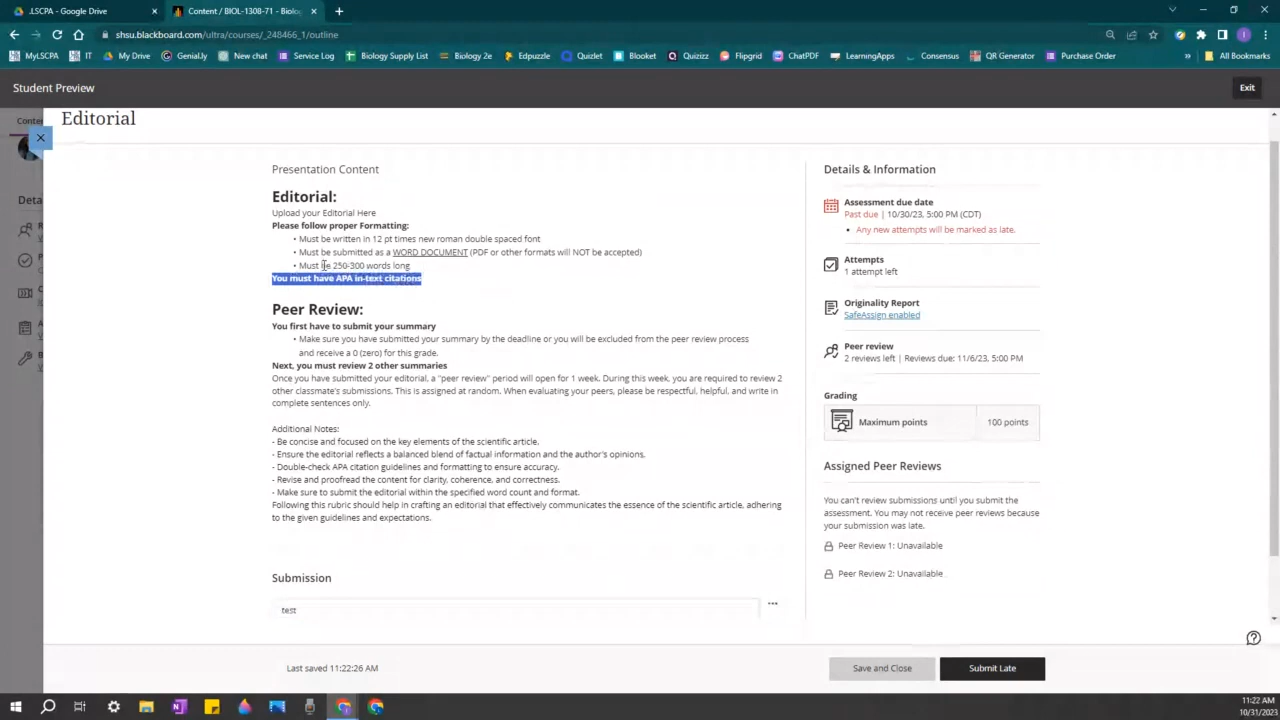 .LSCPA - Google Drive
Content / BIOL-1308-71 - Biolog
shsu.blackboard.com/ultra/courses/_248466_1/outline
MyLSCPA
IT
My Drive
GenialLy
New chat
Service Log
Biology Supply List
Biology 2e
Edpuzzle
Quizlet
Blooket
Quizizz
Flipgrid
ChatPDF
LearningApps
Consensus
QR Generator
Purchase Order
»
All Bookmarks
Student Preview
Exit
Conte
Editorial
Presentation Content
Editorial:
Upload your Editorial Here
Please follow proper Formatting:
• Must be written in 12 pt times new roman double spaced font
• Must be submitted as a WORD DOCUMENT (PDF or other formats will NOT be accepted)
• Must be 250-300 words long
You must have APA in-text citations
Peer Review:
You first have to submit your summary
• Make sure you have submitted your summary by the deadline or you will be excluded from the peer review process
and receive a 0 (zero) for this grade.
Next, you must review 2 other summaries
Once you have submitted your editorial, a "peer review" period will open for 1 week. During this week, you are required to review 2
other classmate's submissions. This is assigned at random. When evaluating your peers, please be respectful, helpful, and write in
complete sentences only.
Additional Notes:
- Be concise and focused on the key elements of the scientific article.
- Ensure the editorial reflects a balanced blend of factual information and the author's opinions.
- Double-check APA citation guidelines and formatting to ensure accuracy.
- Revise and proofread the content for clarity, coherence, and correctness.
- Make sure to submit the editorial within the specified word count and format.
Following this rubric should help in crafting an editorial that effectively communicates the essence of the scientific article, adhering
to the given guidelines and expectations.
Submission
test
Last saved 11:22:26 AM
Details & Information
Assessment due date
Past due | 10/30/23, 5:00 PM (CDT)
• Any new attempts will be marked as late.
Attempts
1 attempt left
Originality Report
SafeAssign enabled
Peer review
2 reviews left | Reviews due: 11/6/23, 5:00 PM
Grading
Maximum points
100 points
Assigned Peer Reviews
You can't review submissions until you submit the
assessment. You may not receive peer reviews because
your submission was late.
Peer Review 1: Unavailable
Peer Review 2: Unavailable
Save and Close
Submit Late
Deta
11:22 AM
10/31/2023